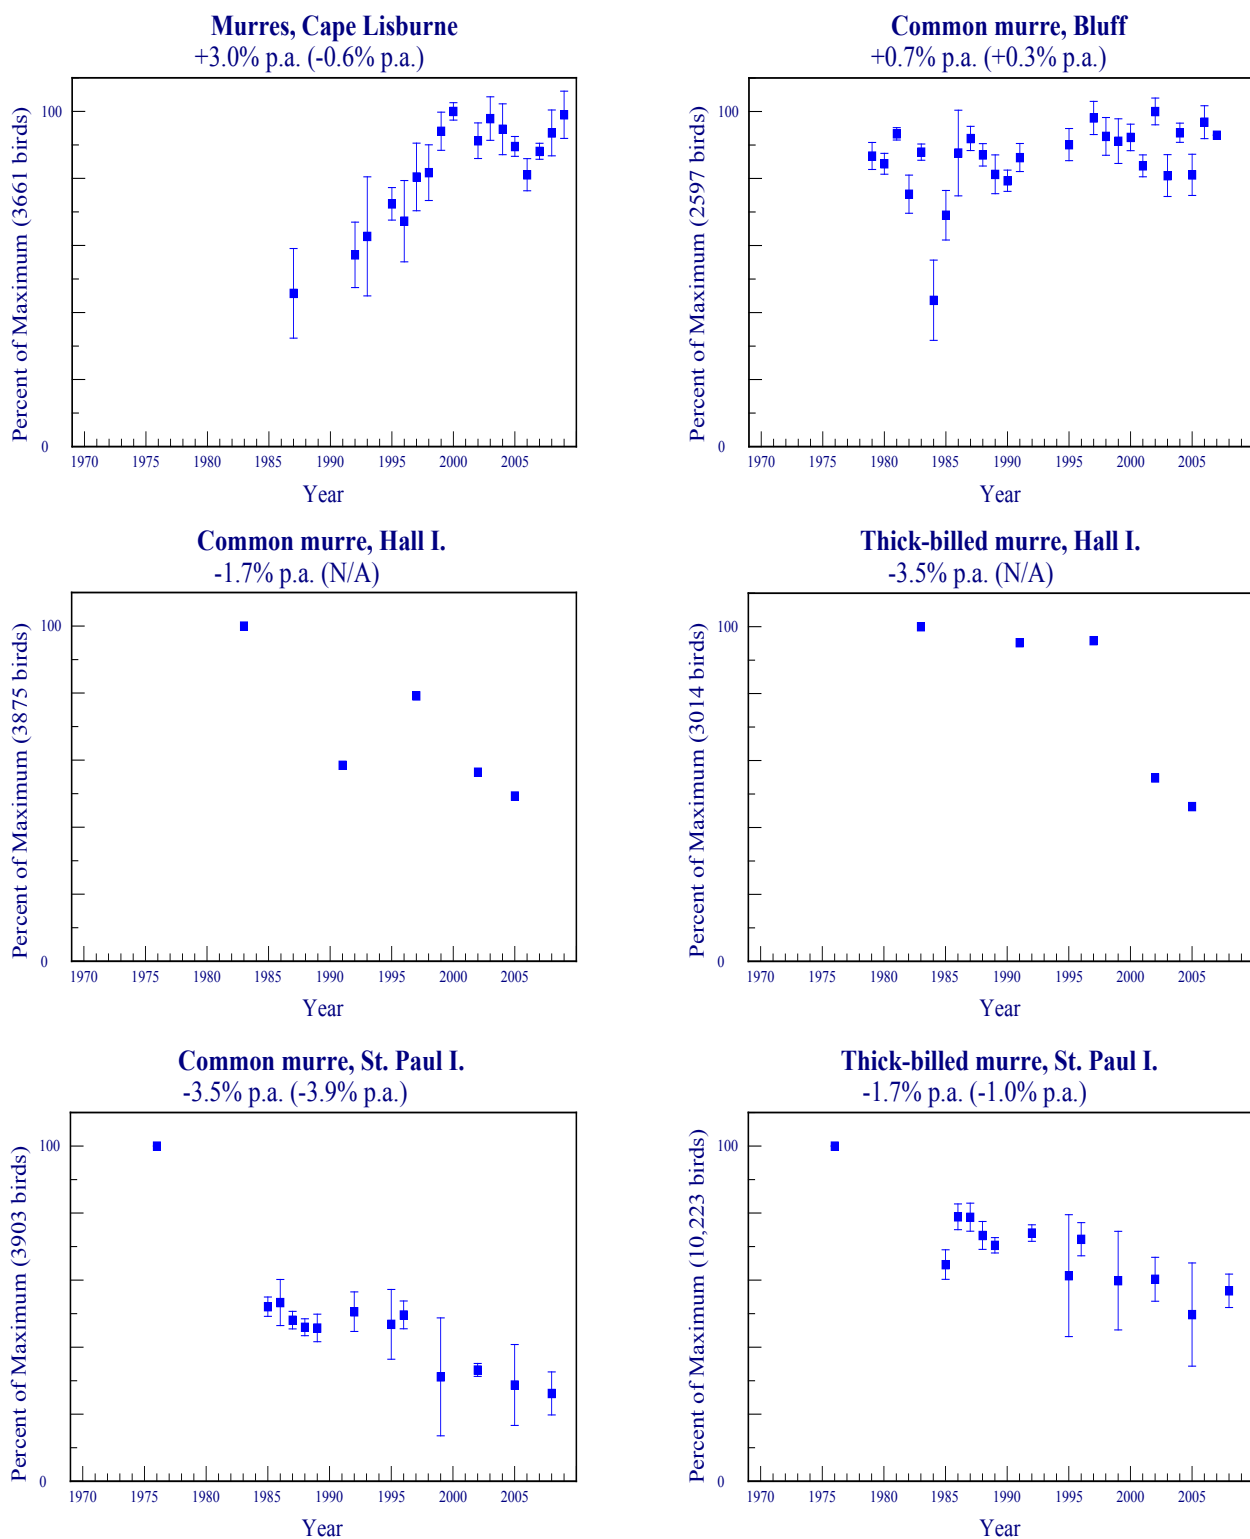 Murres, Cape Lisburne
+3.0% p.a. (-0.6% p.a.)
Percent of Maximum (3661 birds)
100
0
1970 1975 1980 1985 1990 1995 2000 2005
Year
Common murre, Bluff
+0.7% p.a. (+0.3% p.a.)
Percent of Maximum (2597 birds)
100
0
1970 1975 1980 1985 1990 1995 2000 2005
Year
Common murre, Hall I.
-1.7% p.a. (N/A)
Percent of Maximum (3875 birds)
100
0
1970 1975 1980 1985 1990 1995 2000 2005
Year
Thick-billed murre, Hall I.
-3.5% p.a. (N/A)
Percent of Maximum (3014 birds)
100
0
1970 1975 1980 1985 1990 1995 2000 2005
Year
Common murre, St. Paul I.
-3.5% p.a. (-3.9% p.a.)
Percent of Maximum (3903 birds)
100
0
1970 1975 1980 1985 1990 1995 2000 2005
Year
Thick-billed murre, St. Paul I.
-1.7% p.a. (-1.0% p.a.)
Percent of Maximum (10,223 birds)
100
0
1970 1975 1980 1985 1990 1995 2000 2005
Year